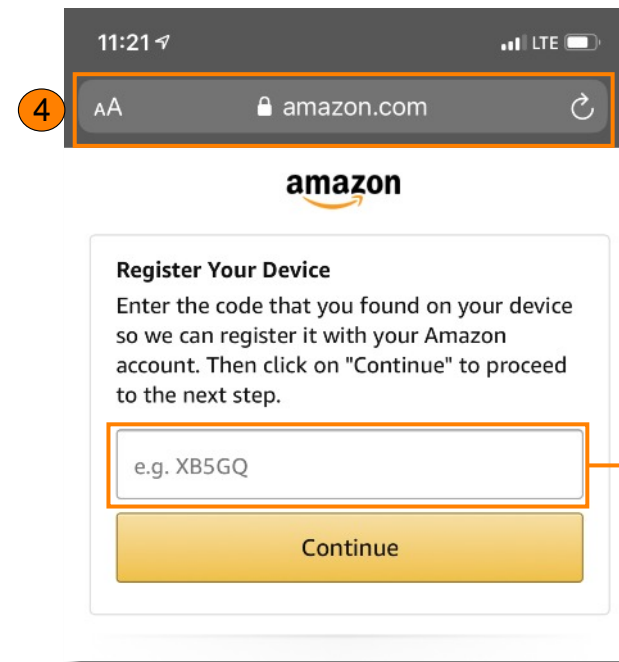 11:21 LTE
4
AA amazon.com
amazon
Register Your Device
Enter the code that you found on your device
so we can register it with your Amazon
account. Then click on "Continue" to proceed
to the next step.
e.g. XB5GQ
Continue